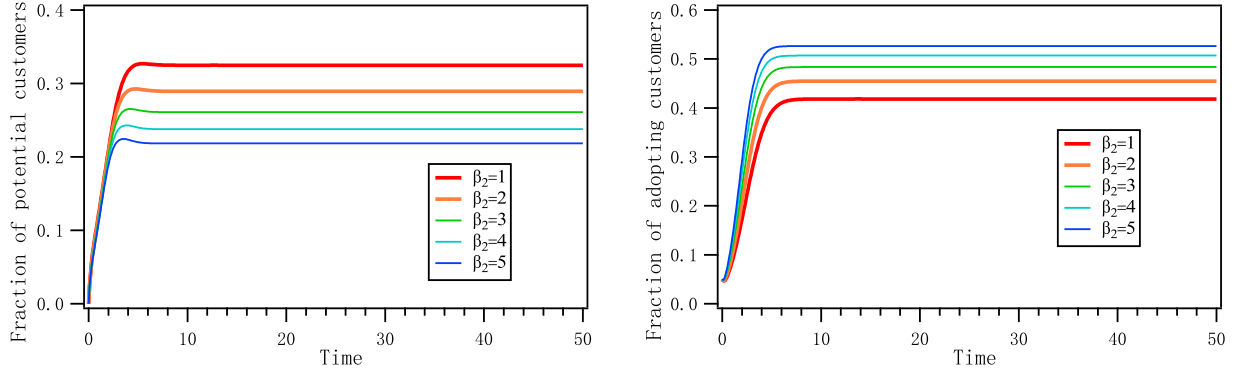 Fraction of potential customers
0.4
0.3
0.2
0.1
0.0
β₂=1
β₂=2
β₂=3
β₂=4
β₂=5
0 10 20 30 40 50
Time
Fraction of adopting customers
0.6
0.5
0.4
0.3
0.2
0.1
0.0
β₂=1
β₂=2
β₂=3
β₂=4
β₂=5
0 10 20 30 40 50
Time